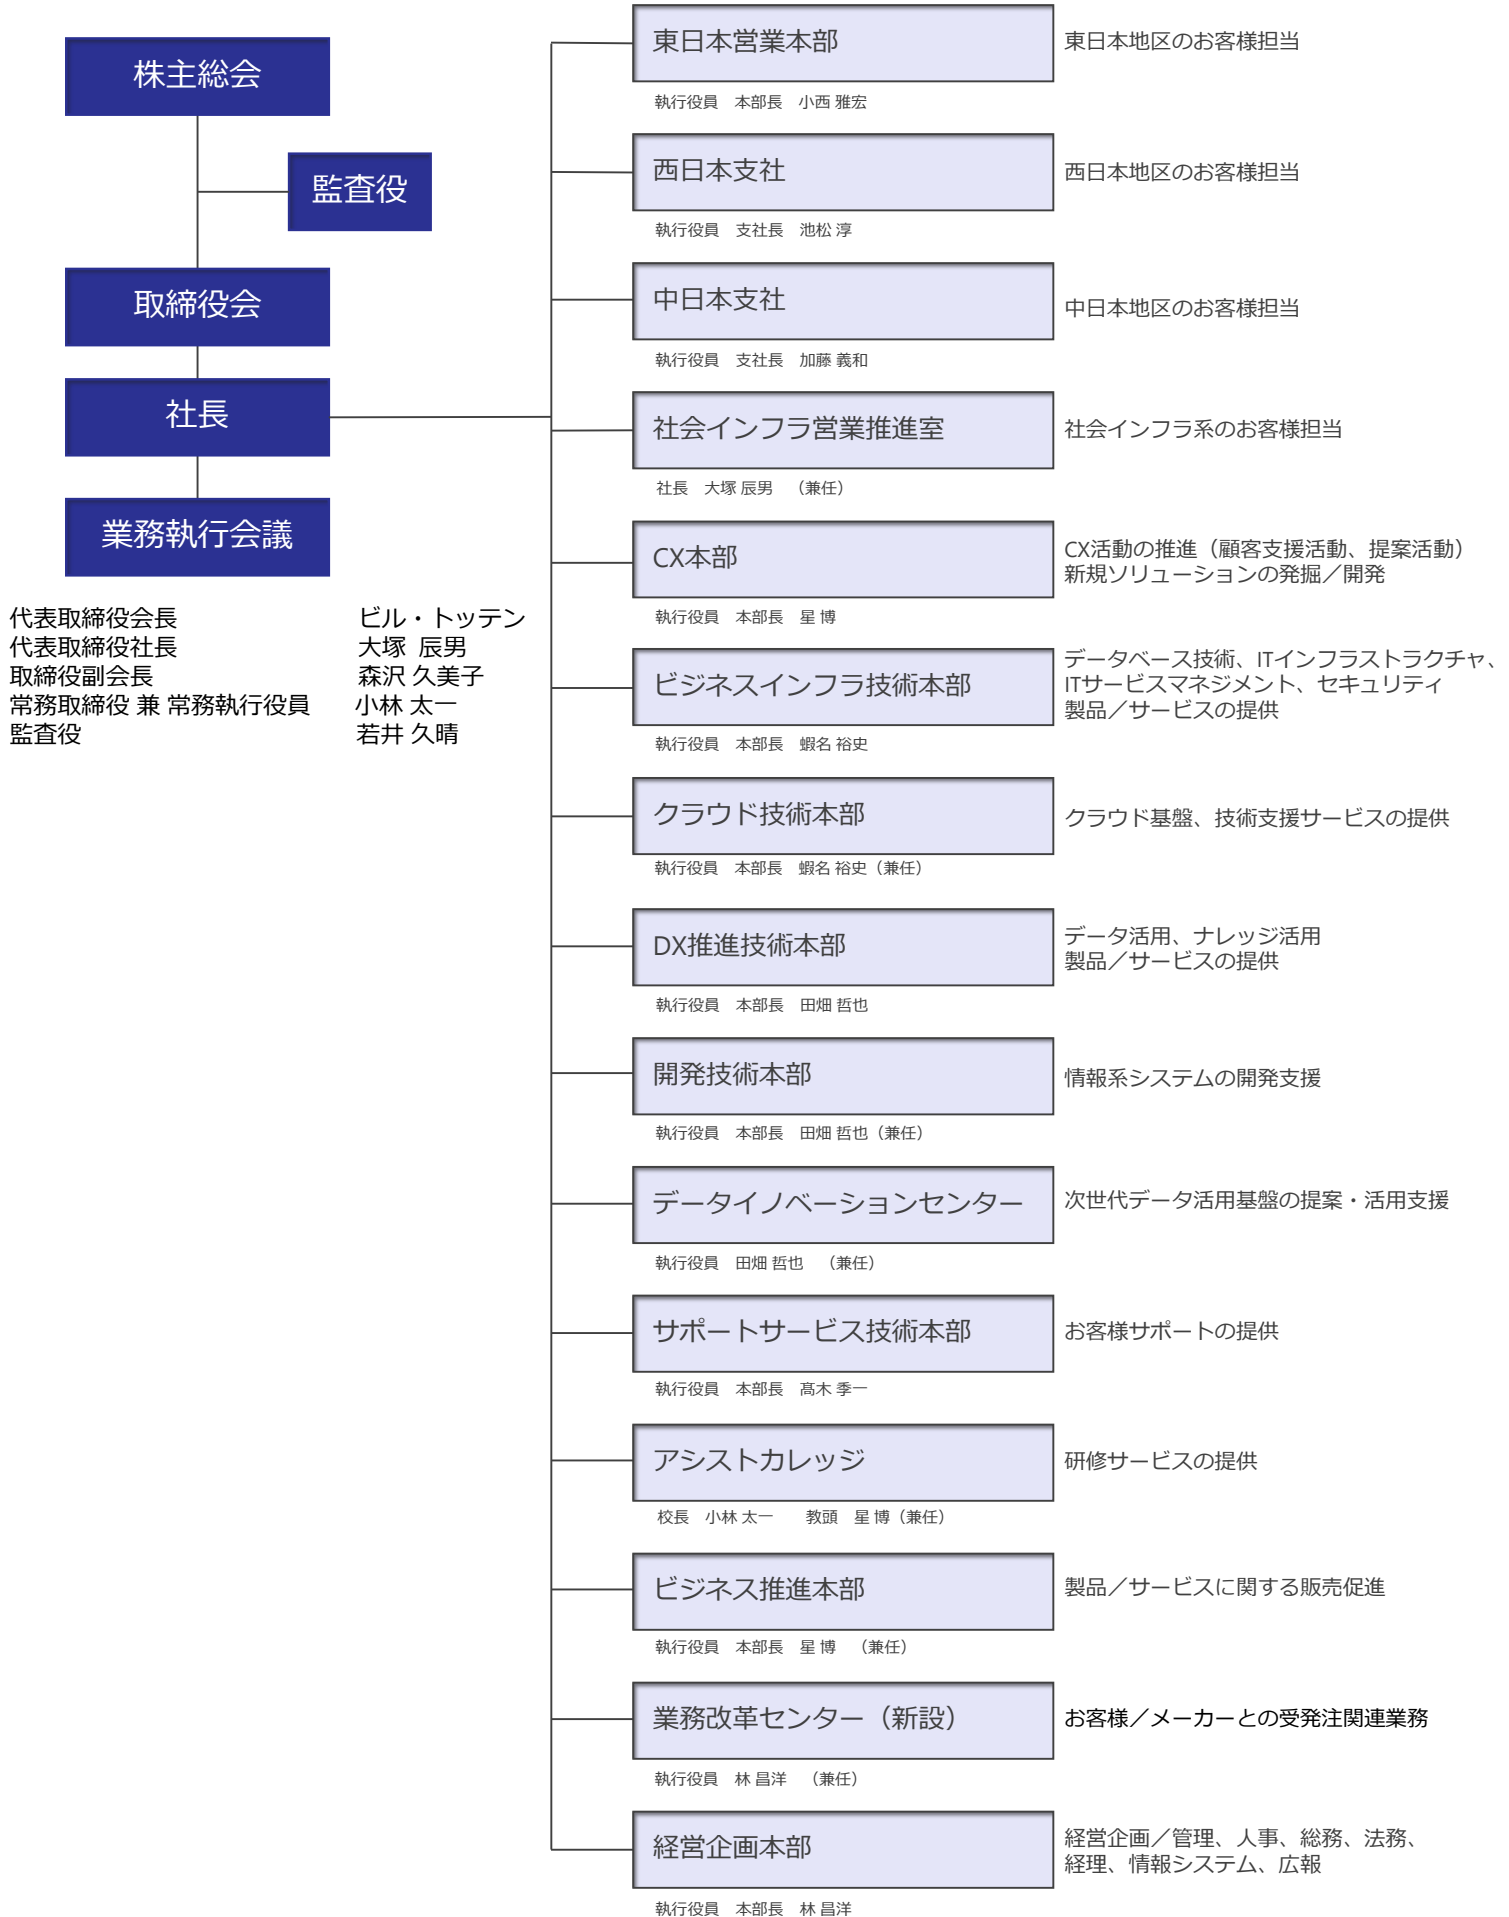 株主総会
監査役
取締役会
社長
業務執行会議
代表取締役会長 ビル・トッテン
代表取締役社長 大塚 辰男
取締役副会長 森沢 久美子
常務取締役 兼 常務執行役員 小林 太一
監査役 若井 久晴
東日本営業本部
東日本地区のお客様担当
執行役員 本部長 小西 雅宏
西日本支社
西日本地区のお客様担当
執行役員 支社長 池松 淳
中日本支社
中日本地区のお客様担当
執行役員 支社長 加藤 義和
社会インフラ営業推進室
社会インフラ系のお客様担当
社長 大塚 辰男 （兼任）
CX本部
CX活動の推進（顧客支援活動、提案活動）
新規ソリューションの発掘／開発
執行役員 本部長 星 博
ビジネスインフラ技術本部
データベース技術、ITインフラストラクチャ、
ITサービスマネジメント、セキュリティ
製品／サービスの提供
執行役員 本部長 蝦名 裕史
クラウド技術本部
クラウド基盤、技術支援サービスの提供
執行役員 本部長 蝦名 裕史（兼任）
DX推進技術本部
データ活用、ナレッジ活用
製品／サービスの提供
執行役員 本部長 田畑 哲也
開発技術本部
情報系システムの開発支援
執行役員 本部長 田畑 哲也（兼任）
データイノベーションセンター
次世代データ活用基盤の提案・活用支援
執行役員 田畑 哲也 （兼任）
サポートサービス技術本部
お客様サポートの提供
執行役員 本部長 髙木 季一
アシストカレッジ
研修サービスの提供
校長 小林 太一 教頭 星 博（兼任）
ビジネス推進本部
製品／サービスに関する販売促進
執行役員 本部長 星 博 （兼任）
業務改革センター（新設）
お客様／メーカーとの受発注関連業務
執行役員 林 昌洋 （兼任）
経営企画本部
経営企画／管理、人事、総務、法務、
経理、情報システム、広報
執行役員 本部長 林 昌洋